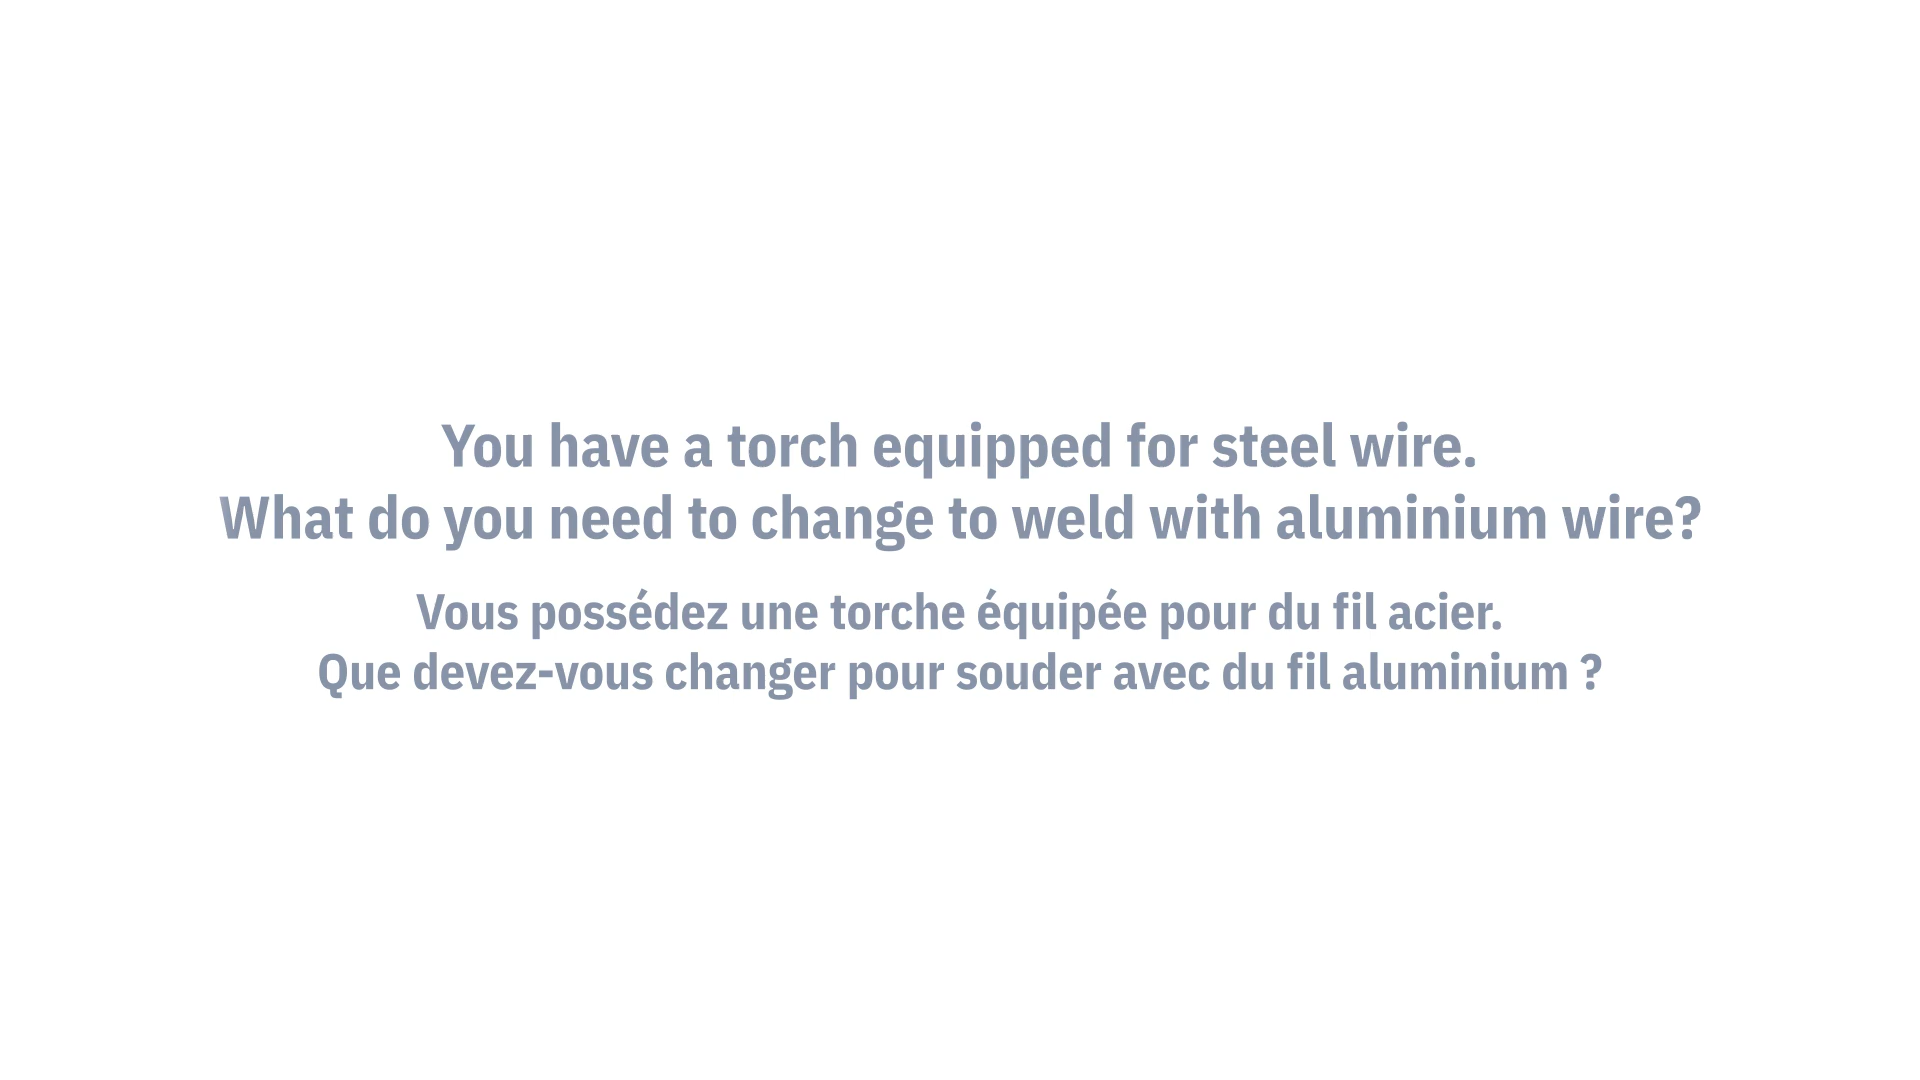 You have a torch equipped for steel wire.
What do you need to change to weld with aluminium wire?
Vous possédez une torche équipée pour du fil acier.
Que devez-vous changer pour souder avec du fil aluminium ?